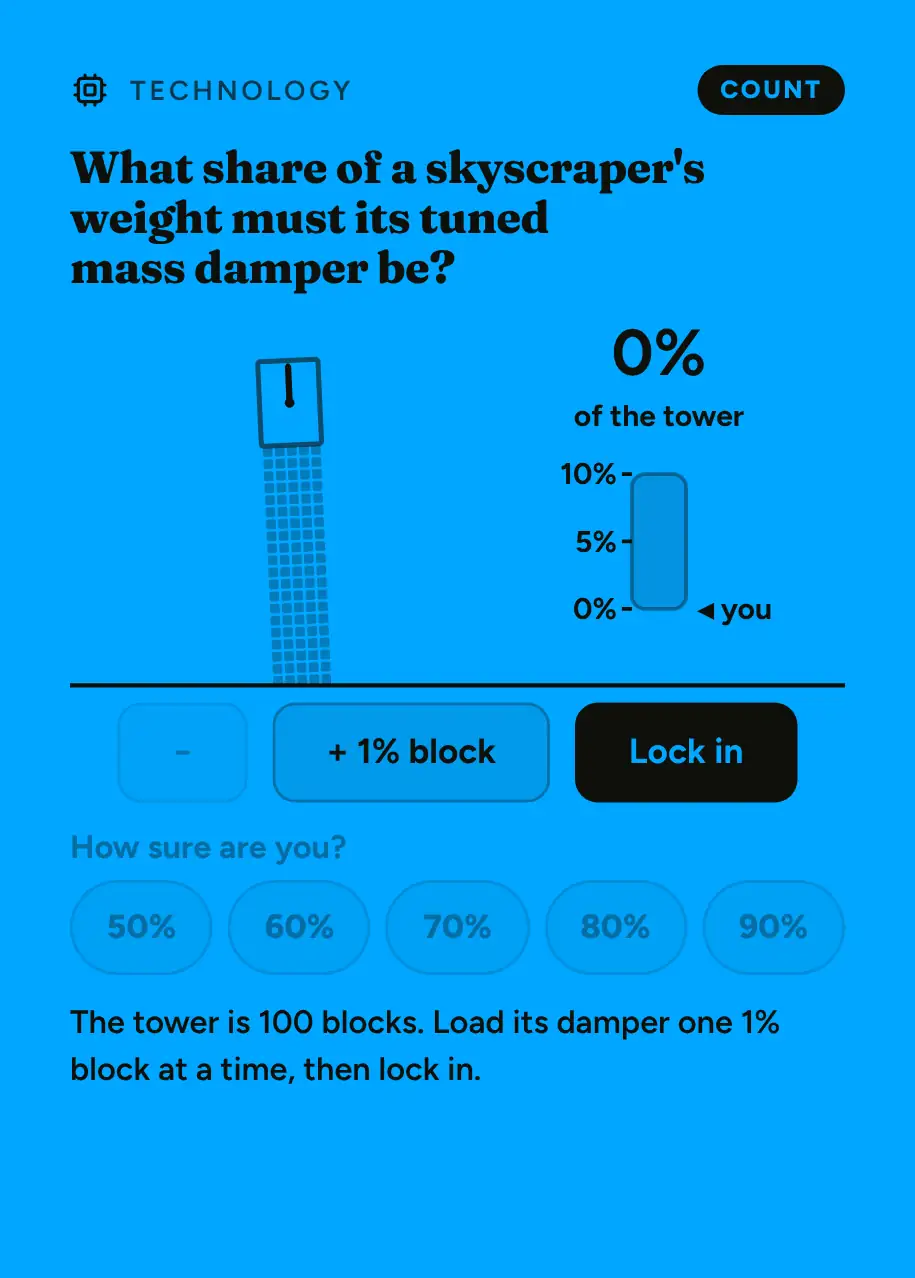 TECHNOLOGY
COUNT
What share of a skyscraper's
weight must its tuned
mass damper be?
0%
of the tower
10%
5%
0%
◄ you
–
+ 1% block
Lock in
How sure are you?
50%
60%
70%
80%
90%
The tower is 100 blocks. Load its damper one 1%
block at a time, then lock in.